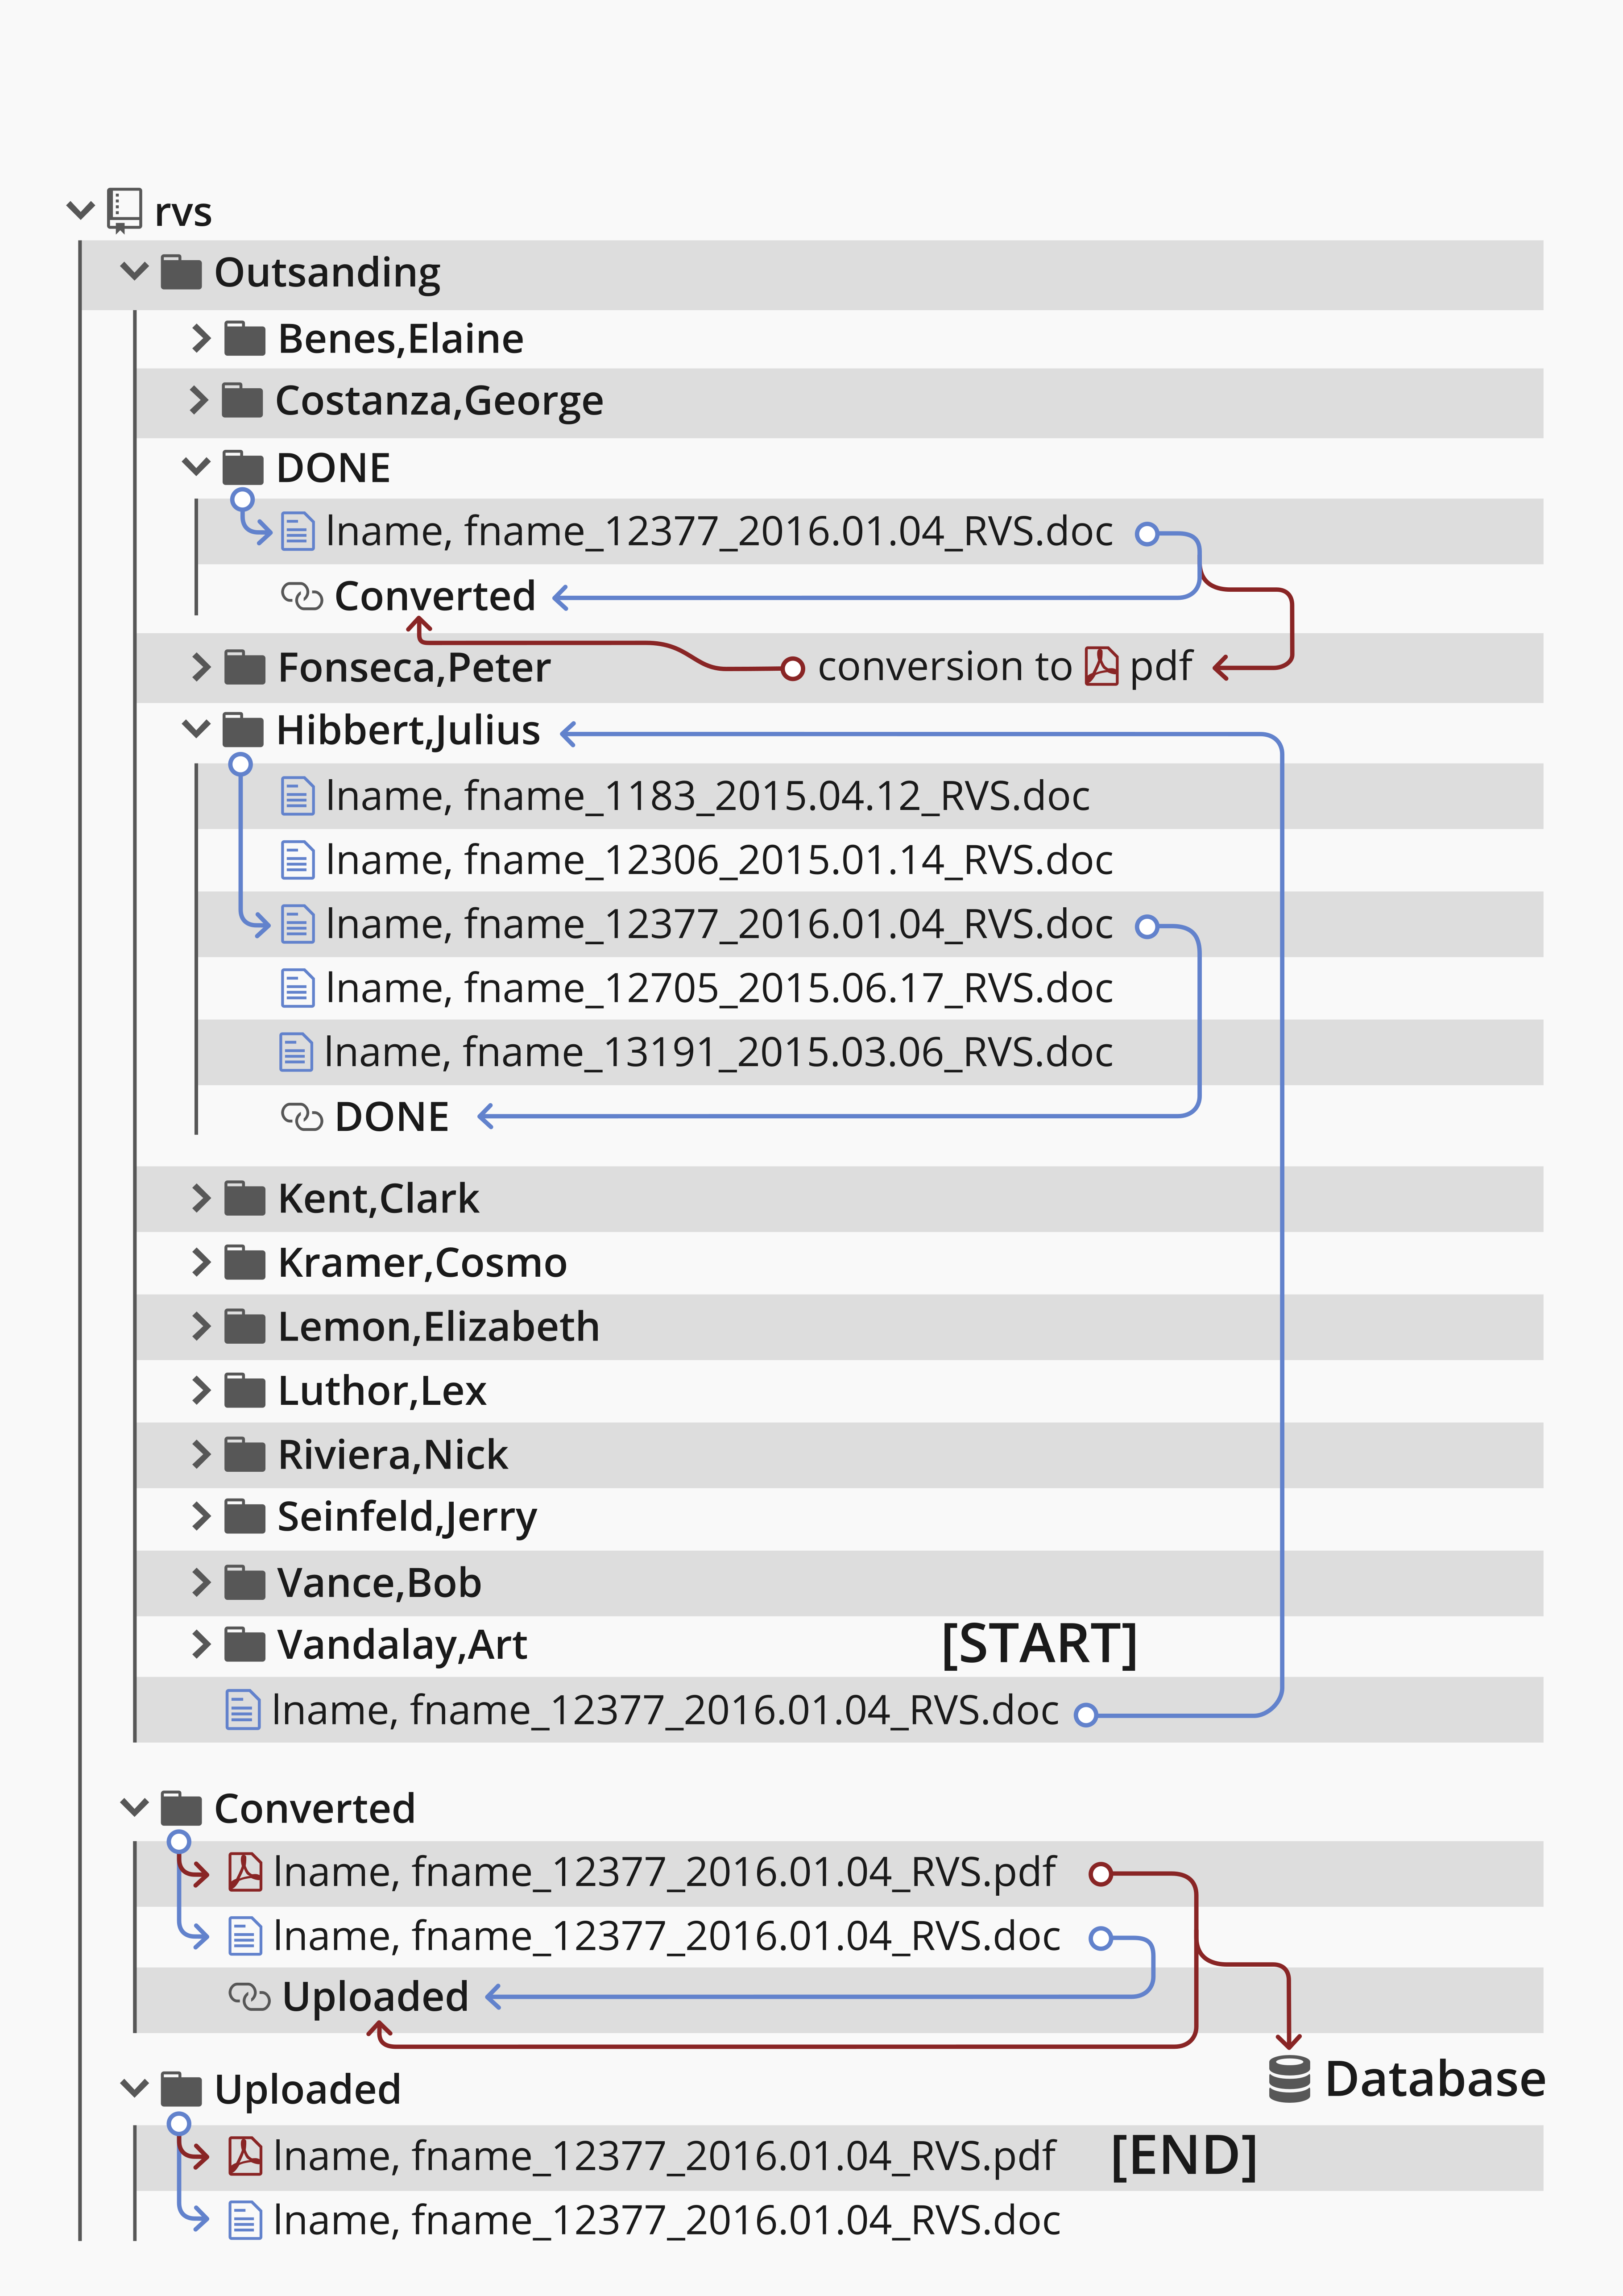 rvs
Outsanding
Benes,Elaine
Costanza,George
DONE
lname, fname_12377_2016.01.04_RVS.doc
Converted
Fonseca,Peter conversion to pdf
Hibbert,Julius
lname, fname_1183_2015.04.12_RVS.doc
lname, fname_12306_2015.01.14_RVS.doc
lname, fname_12377_2016.01.04_RVS.doc
lname, fname_12705_2015.06.17_RVS.doc
lname, fname_13191_2015.03.06_RVS.doc
DONE
Kent,Clark
Kramer,Cosmo
Lemon,Elizabeth
Luthor,Lex
Riviera,Nick
Seinfeld,Jerry
Vance,Bob
Vandalay,Art [START]
lname, fname_12377_2016.01.04_RVS.doc
Converted
lname, fname_12377_2016.01.04_RVS.pdf
lname, fname_12377_2016.01.04_RVS.doc
Uploaded
Database
Uploaded
lname, fname_12377_2016.01.04_RVS.pdf [END]
lname, fname_12377_2016.01.04_RVS.doc